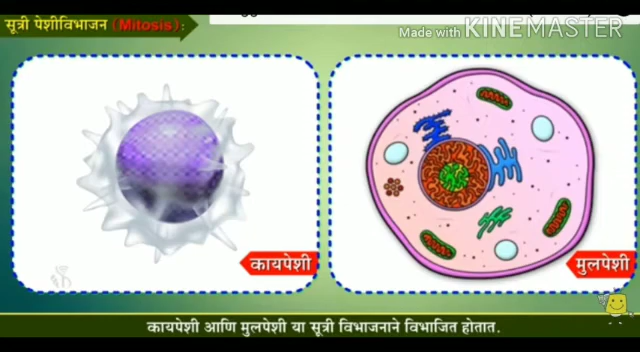 सूत्री पेशीविभाजन (Mitosis) :
Made with KINEMASTER
कायपेशी
मुलपेशी
कायपेशी आणि मुलपेशी या सूत्री विभाजनाने विभाजित होतात.